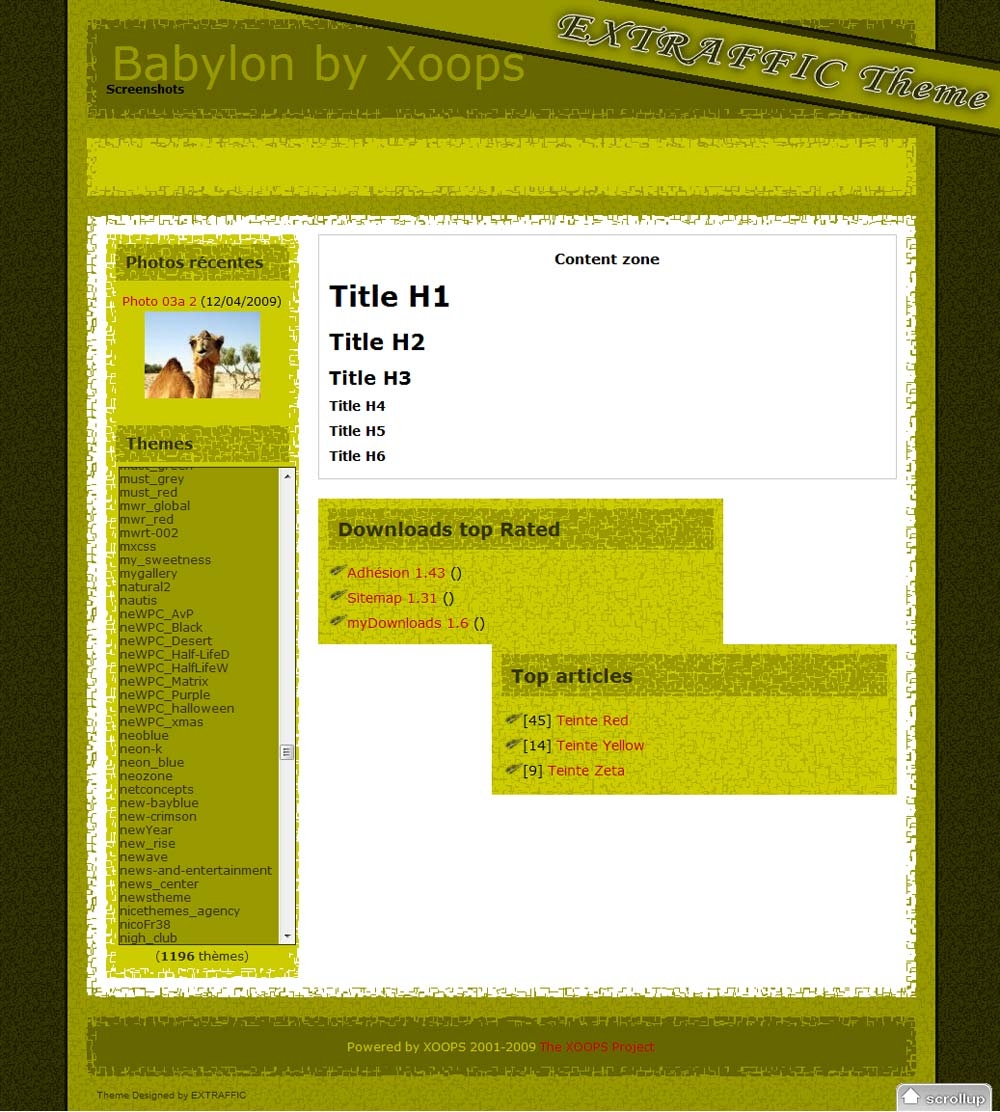 EXTRAFFIC Theme
Babylon by Xoops
Screenshots
Photos récentes
Photo 03a 2 (12/04/2009)
Themes
must_green
must_grey
must_red
mwr_global
mwr_red
mwrt-002
mxcss
my_sweetness
mygallery
natural2
nautis
neWPC_AvP
neWPC_Black
neWPC_Desert
neWPC_Half-LifeD
neWPC_HalfLifeW
neWPC_Matrix
neWPC_Purple
neWPC_halloween
neWPC_xmas
neoblue
neon-k
neon_blue
neozone
netconcepts
new-bayblue
new-crimson
newYear
new_rise
newave
news-and-entertainment
news_center
newstheme
nicethemes_agency
nicoFr38
nigh_club
(1196 thèmes)
Content zone
Title H1
Title H2
Title H3
Title H4
Title H5
Title H6
Downloads top Rated
Adhésion 1.43 ()
Sitemap 1.31 ()
myDownloads 1.6 ()
Top articles
[45] Teinte Red
[14] Teinte Yellow
[9] Teinte Zeta
Powered by XOOPS 2001-2009 The XOOPS Project
Theme Designed by EXTRAFFIC
scrollup